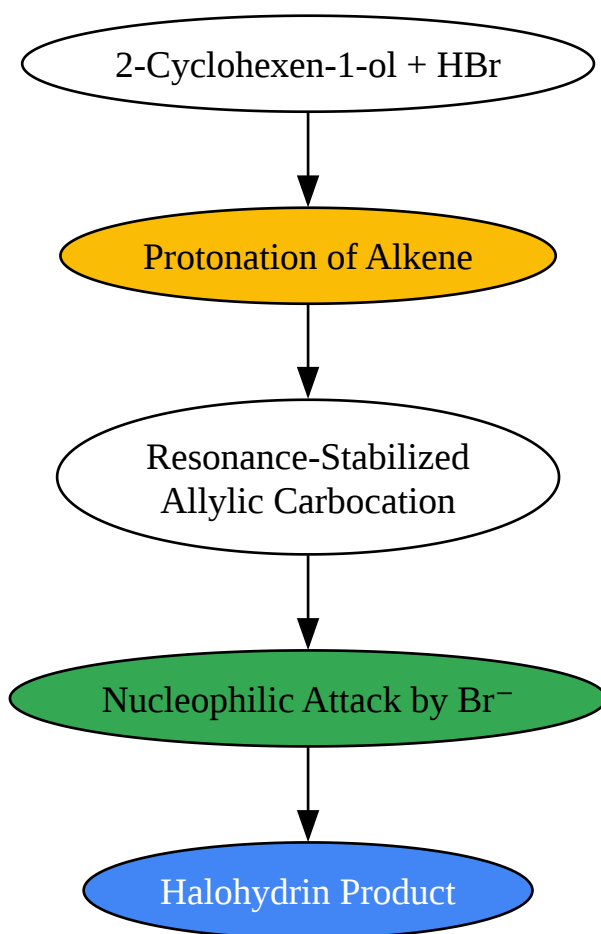 2-Cyclohexen-1-ol + HBr
Protonation of Alkene
Resonance-Stabilized
Allylic Carbocation
Nucleophilic Attack by Br⁻
Halohydrin Product